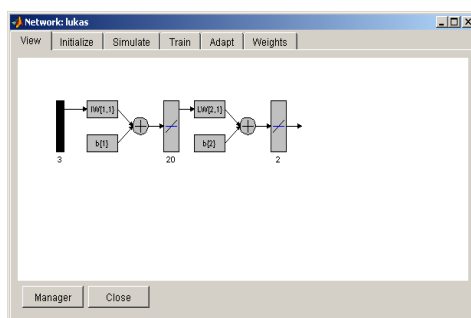 Network: lukas
View Initialize Simulate Train Adapt Weights
IW{1,1} LW{2,1}
b{1} b{2}
3 20 2
Manager Close